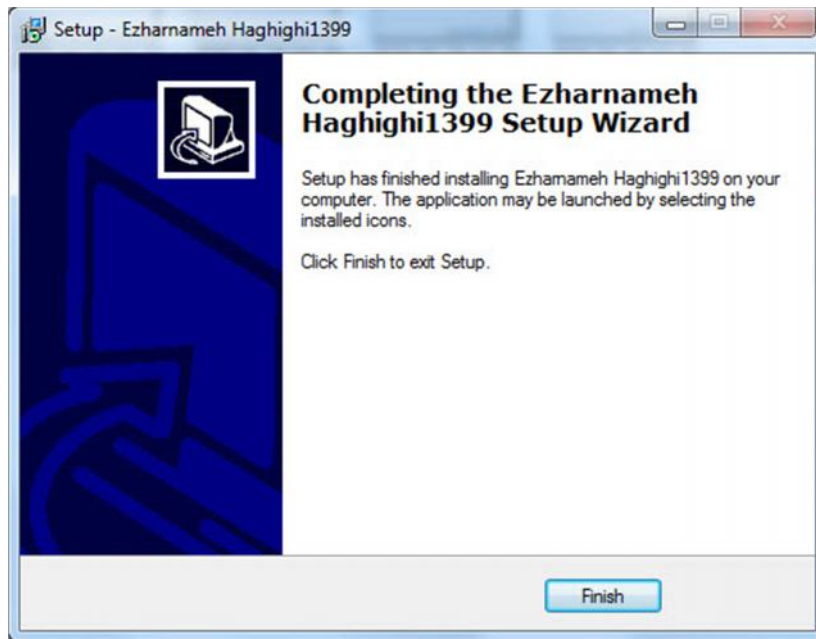 Setup - Ezharnameh Haghighi1399
Completing the Ezharnameh
Haghighi1399 Setup Wizard
Setup has finished installing Ezharnameh Haghighi1399 on your
computer. The application may be launched by selecting the
installed icons.
Click Finish to exit Setup.
Finish